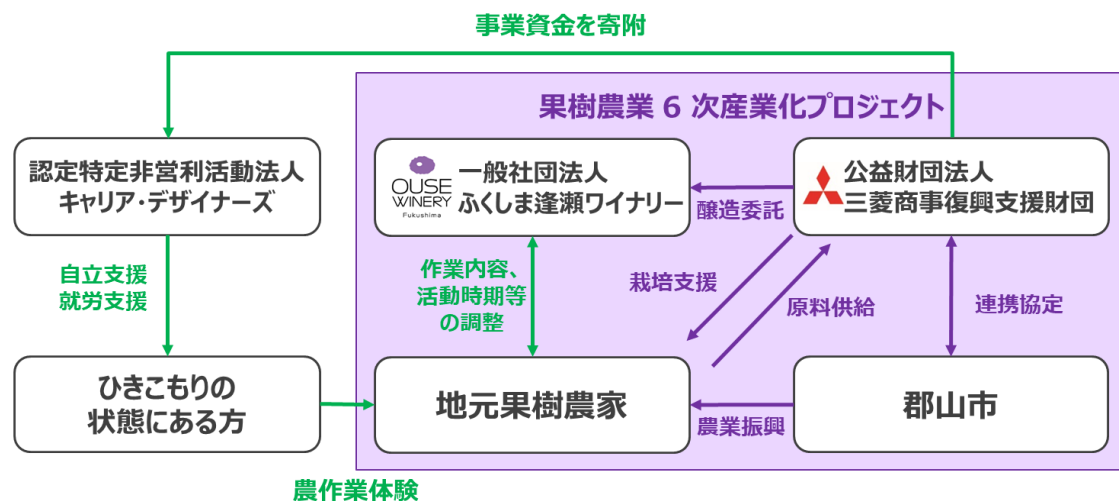 事業資金を寄附
果樹農業 6 次産業化プロジェクト
認定特定非営利活動法人
キャリア・デザイナーズ
OUSE
WINERY
Fukushima
一般社団法人
ふくしま逢瀬ワイナリー
公益財団法人
三菱商事復興支援財団
醸造委託
自立支援
就労支援
作業内容、
活動時期等
の調整
栽培支援
原料供給
連携協定
ひきこもりの
状態にある方
地元果樹農家
郡山市
農業振興
農作業体験